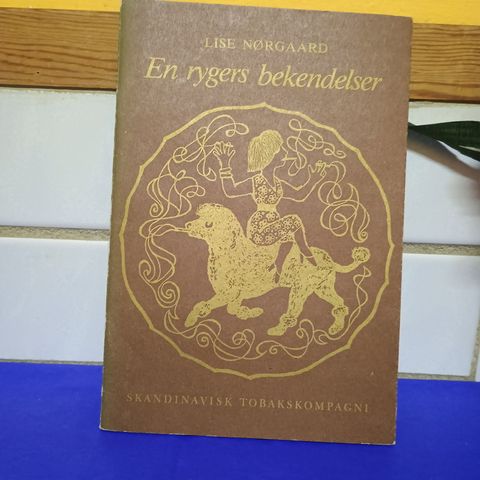 LISE NØRGAARD
En rygers bekendelser
SKANDINAVISK TOBAKSKOMPAGNI